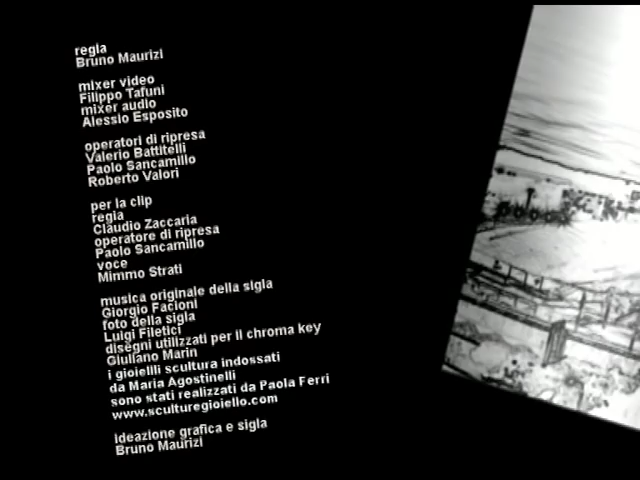 regia
Bruno Maurizi
mixer video
Filippo Tafuni
mixer audio
Alessio Esposito
operatori di ripresa
Valerio Battitelli
Paolo Sancamillo
Roberto Valori
per la clip
regia
Claudio Zaccaria
operatore di ripresa
Paolo Sancamillo
voce
Mimmo Strati
musica originale della sigla
Giorgio Facioni
foto della sigla
Luigi Filetici
disegni utilizzati per il chroma key
Giuliano Marin
i gioielili scultura indossati
da Maria Agostinelli
sono stati realizzati da Paola Ferri
www.sculturegioiello.com
ideazione grafica e sigla
Bruno Maurizi